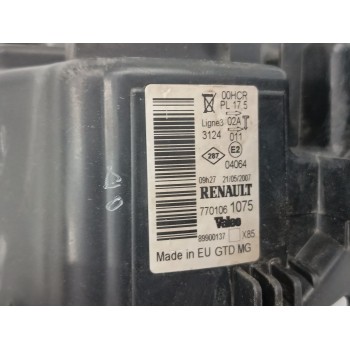 00HCR
PL 17.5
Ligne3 02A
3124 011
287 E2
04064
09h27 21/05/2007
RENAULT
770106 1075
Valeo
89900137 X85
Made in EU GTD MG